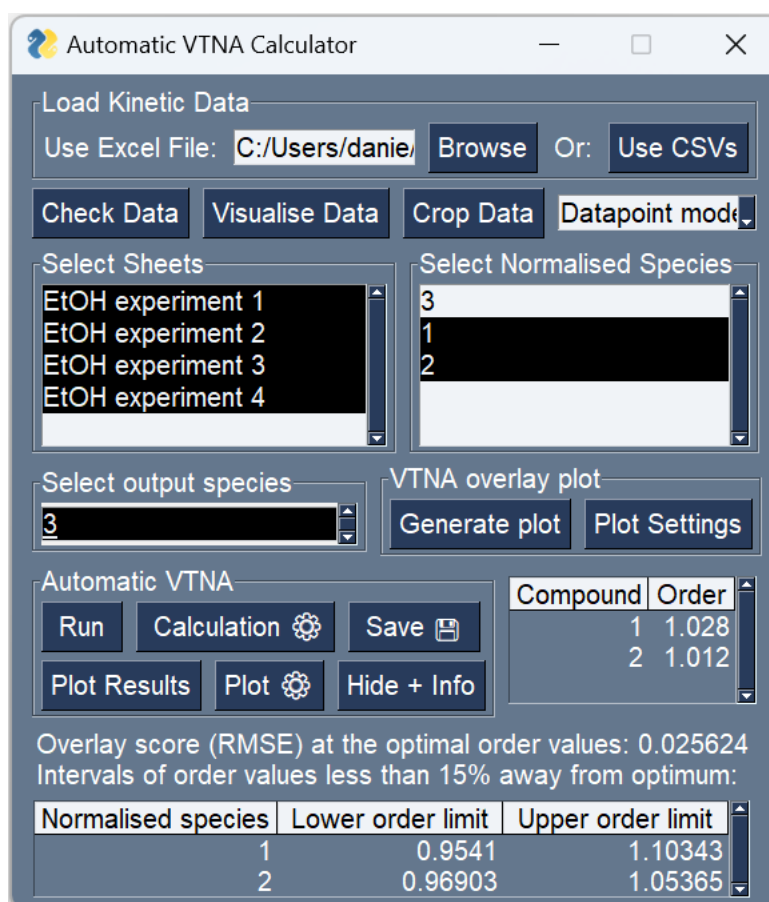 Automatic VTNA Calculator
Load Kinetic Data
Use Excel File: C:/Users/danie/ Browse Or: Use CSVs
Check Data Visualise Data Crop Data Datapoint mode
Select Sheets Select Normalised Species
EtOH experiment 1 3
EtOH experiment 2 1
EtOH experiment 3 2
EtOH experiment 4
Select output species VTNA overlay plot
3 Generate plot Plot Settings
Automatic VTNA Compound Order
Run Calculation Save 1 1.028
2 1.012
Plot Results Plot Hide + Info
Overlay score (RMSE) at the optimal order values: 0.025624
Intervals of order values less than 15% away from optimum:
Normalised species Lower order limit Upper order limit
1 0.9541 1.10343
2 0.96903 1.05365